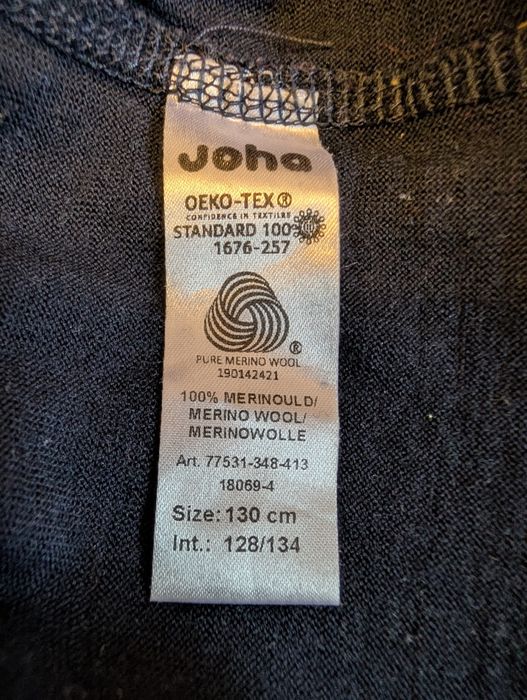 Joha
OEKO-TEX®
CONFIDENCE IN TEXTILES
STANDARD 100
1676-257
®
PURE MERINO WOOL
190142421
100% MERINOULD/
MERINO WOOL/
MERINOWOLLE
Art. 77531-348-413
18069-4
Size: 130 cm
Int.: 128/134